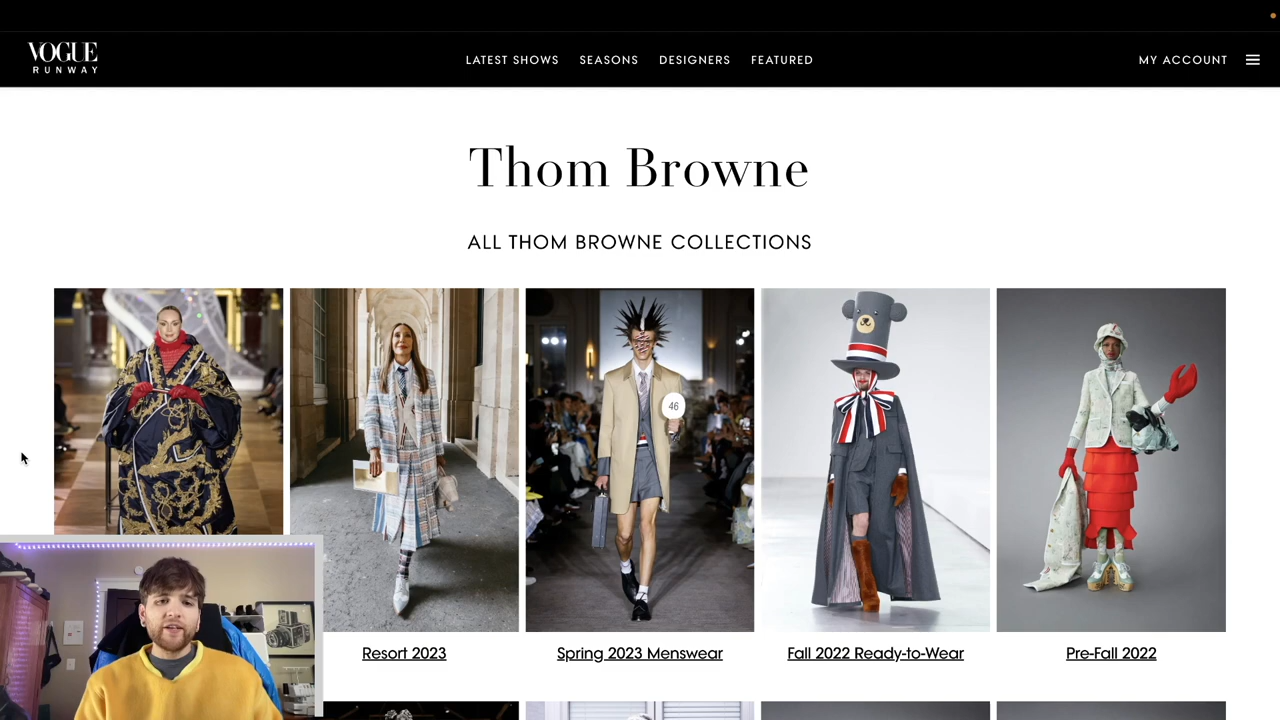 VOGUE
RUNWAY
LATEST SHOWS SEASONS DESIGNERS FEATURED
MY ACCOUNT
Thom Browne
ALL THOM BROWNE COLLECTIONS
46
Resort 2023
Spring 2023 Menswear
Fall 2022 Ready-to-Wear
Pre-Fall 2022